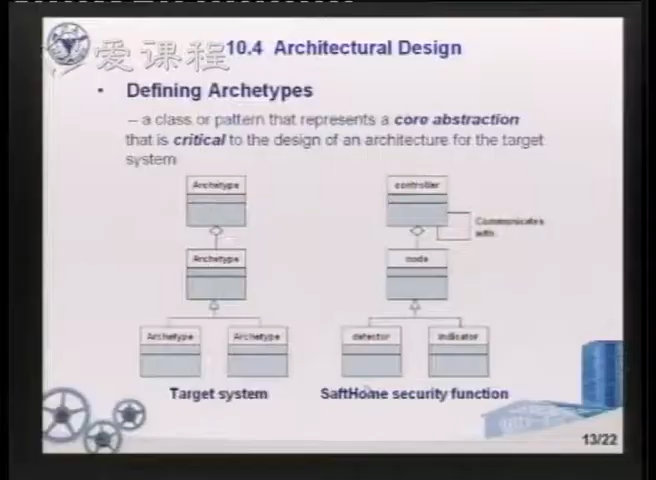 爱课程
10.4 Architectural Design
• Defining Archetypes
– a class or pattern that represents a core abstraction
that is critical to the design of an architecture for the target
system
Archetype
controller
Communicates
with
Archetype
node
Archetype
Archetype
detector
indicator
Target system
SaftHome security function
13/22